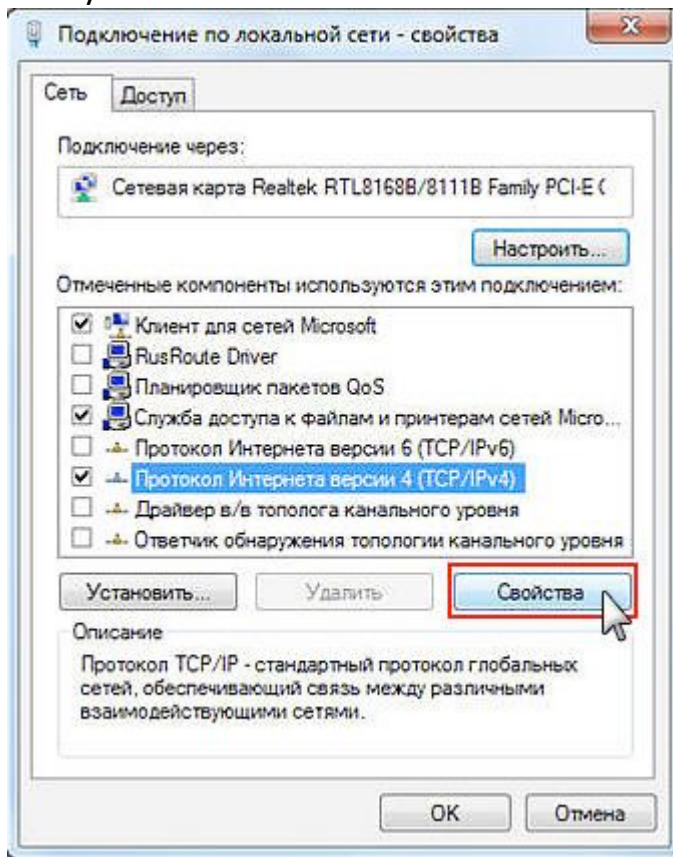 Подключение по локальной сети - свойства
Сеть
Доступ
Подключение через:
Сетевая карта Realtek RTL8168B/8111B Family PCI-E (
Настроить...
Отмеченные компоненты используются этим подключением:
Клиент для сетей Microsoft
RusRoute Driver
Планировщик пакетов QoS
Служба доступа к файлам и принтерам сетей Micro...
Протокол Интернета версии 6 (TCP/IPv6)
Протокол Интернета версии 4 (TCP/IPv4)
Драйвер в/в тополога канального уровня
Ответчик обнаружения топологии канального уровня
Установить...
Удалить
Свойства
Описание
Протокол TCP/IP - стандартный протокол глобальных
сетей, обеспечивающий связь между различными
взаимодействующими сетями.
OK
Отмена